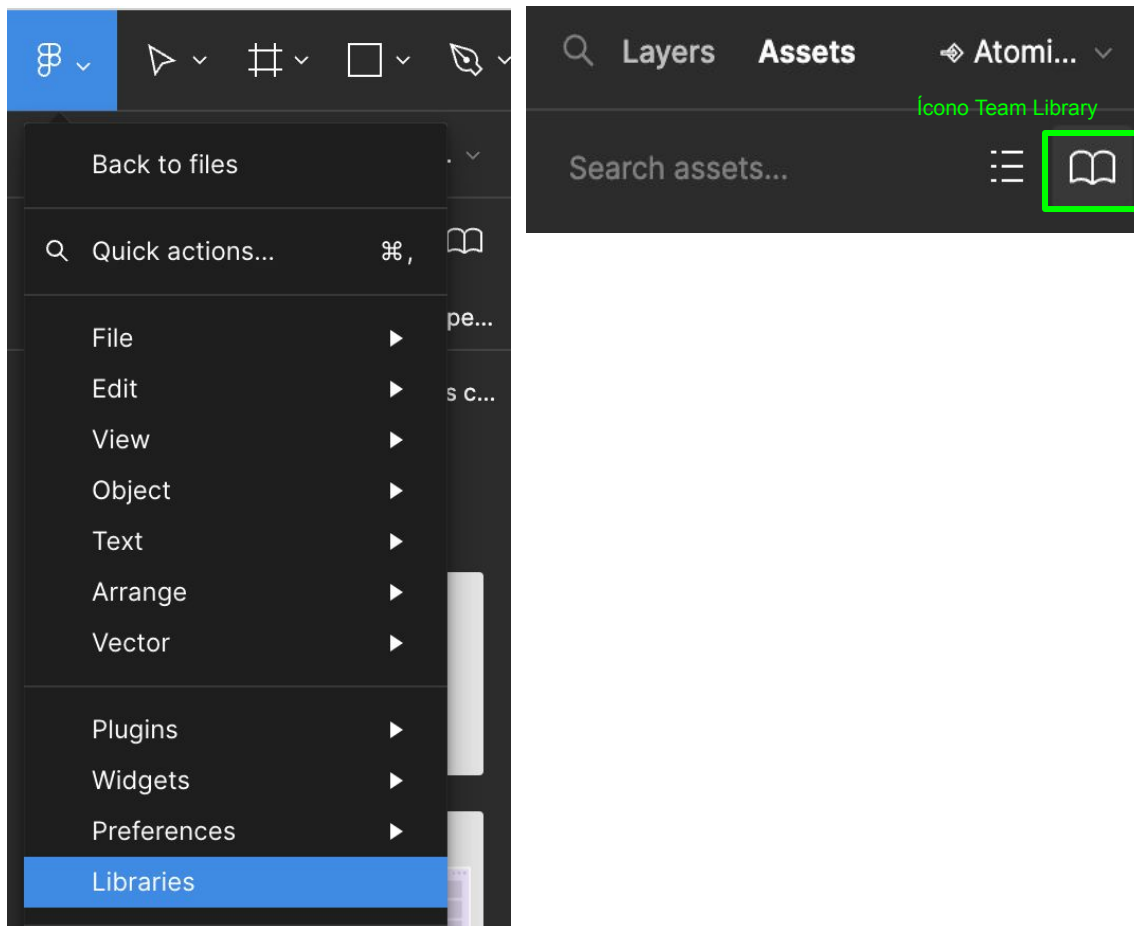 Back to files
Quick actions... ⌘,
pe...
File
Edit
s c...
View
Object
Text
Arrange
Vector
Plugins
Widgets
Preferences
Libraries
Layers Assets Atomi...
Ícono Team Library
Search assets...